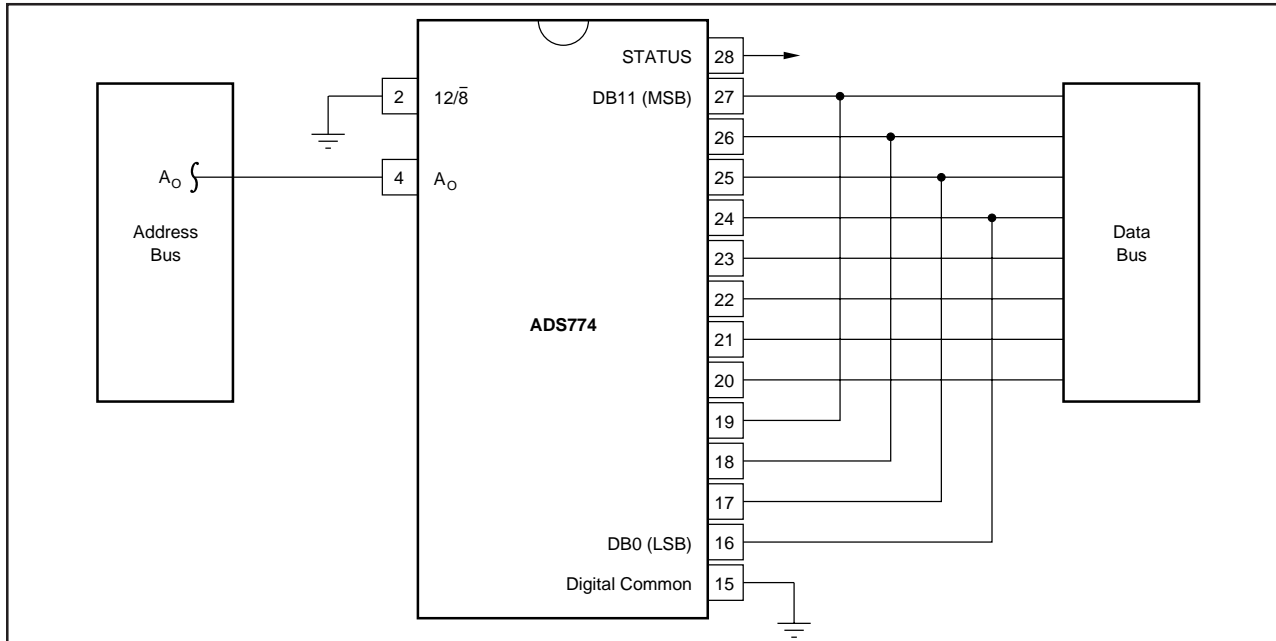 STATUS 28
2 12/8̅ DB11 (MSB) 27
26
A_O 4 A_O 25
24
Address
Bus
Data
Bus
23
22
ADS774
21
20
19
18
17
DB0 (LSB) 16
Digital Common 15